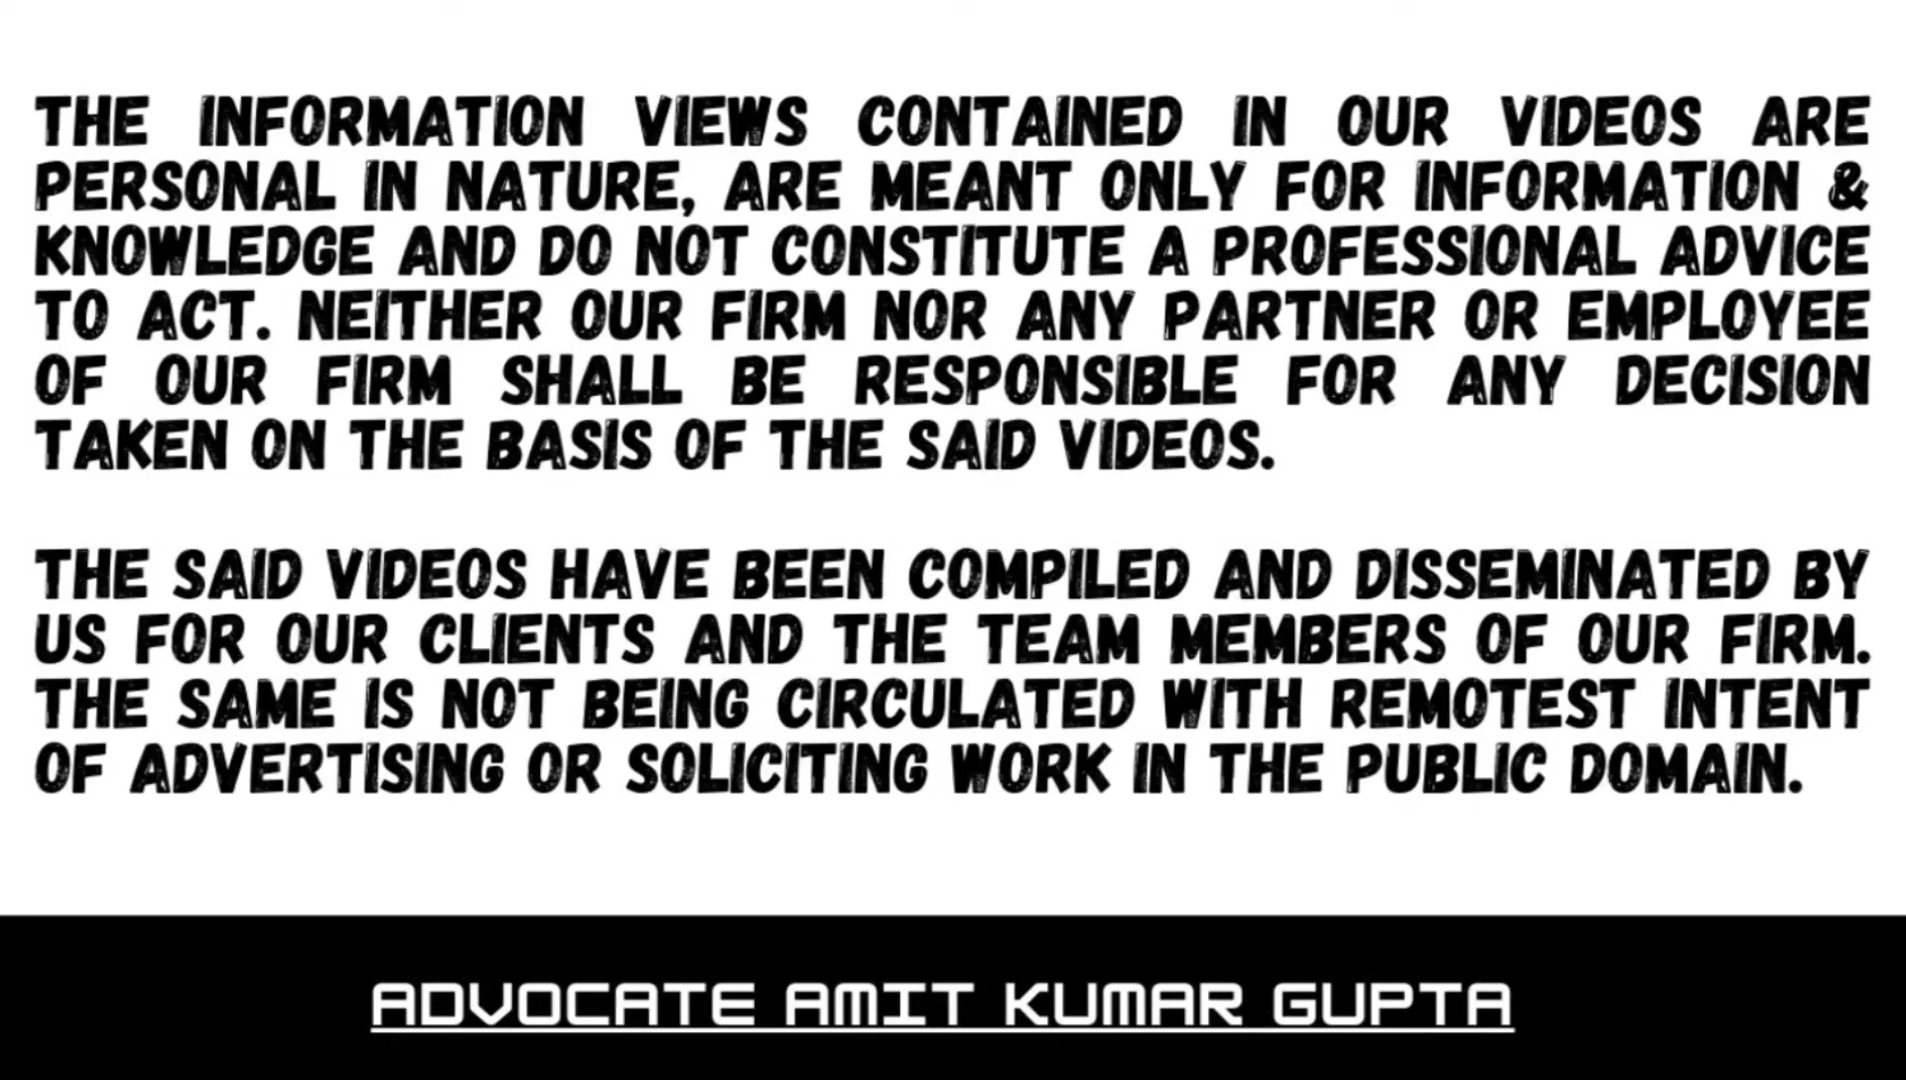 THE INFORMATION VIEWS CONTAINED IN OUR VIDEOS ARE
PERSONAL IN NATURE, ARE MEANT ONLY FOR INFORMATION &
KNOWLEDGE AND DO NOT CONSTITUTE A PROFESSIONAL ADVICE
TO ACT. NEITHER OUR FIRM NOR ANY PARTNER OR EMPLOYEE
OF OUR FIRM SHALL BE RESPONSIBLE FOR ANY DECISION
TAKEN ON THE BASIS OF THE SAID VIDEOS.
THE SAID VIDEOS HAVE BEEN COMPILED AND DISSEMINATED BY
US FOR OUR CLIENTS AND THE TEAM MEMBERS OF OUR FIRM.
THE SAME IS NOT BEING CIRCULATED WITH REMOTEST INTENT
OF ADVERTISING OR SOLICITING WORK IN THE PUBLIC DOMAIN.
ADVOCATE AMIT KUMAR GUPTA